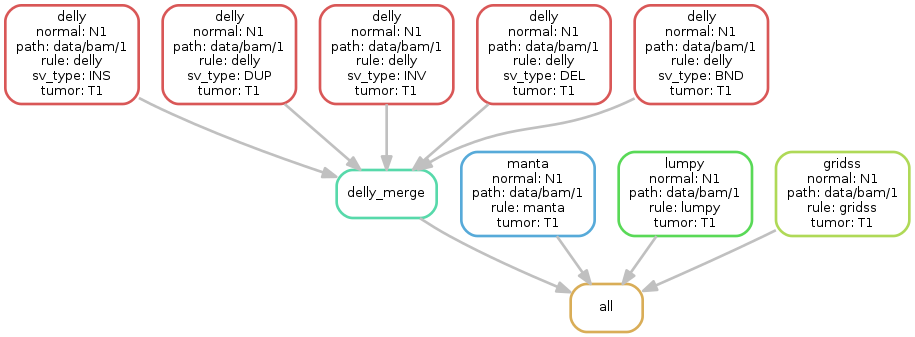 delly
normal: N1
path: data/bam/1
rule: delly
sv_type: INS
tumor: T1
delly
normal: N1
path: data/bam/1
rule: delly
sv_type: DUP
tumor: T1
delly
normal: N1
path: data/bam/1
rule: delly
sv_type: INV
tumor: T1
delly
normal: N1
path: data/bam/1
rule: delly
sv_type: DEL
tumor: T1
delly
normal: N1
path: data/bam/1
rule: delly
sv_type: BND
tumor: T1
delly_merge
manta
normal: N1
path: data/bam/1
rule: manta
tumor: T1
lumpy
normal: N1
path: data/bam/1
rule: lumpy
tumor: T1
gridss
normal: N1
path: data/bam/1
rule: gridss
tumor: T1
all